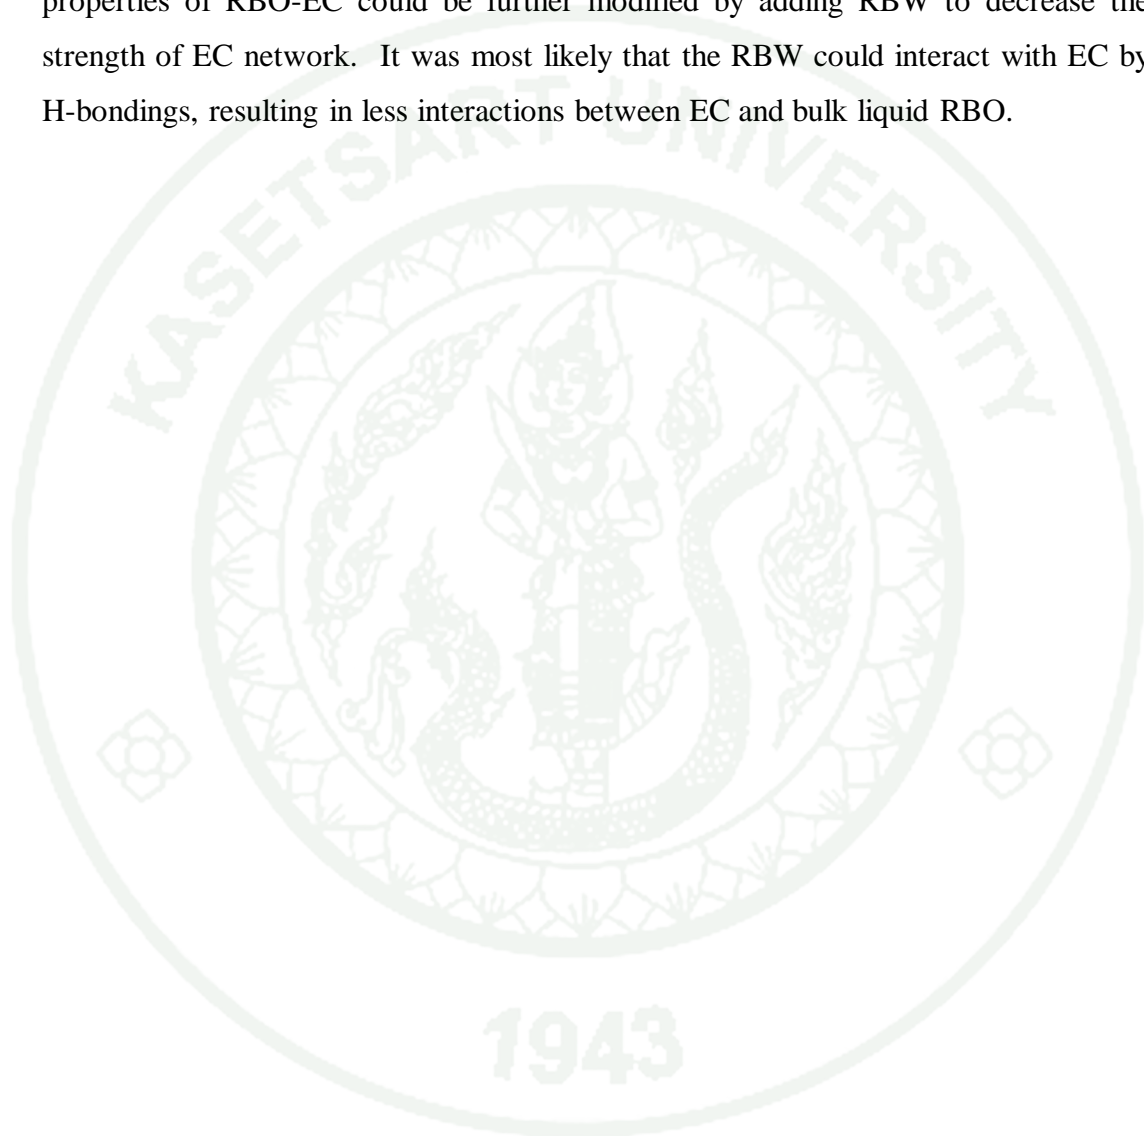 properties of RBO-EC could be further modified by adding RBW to decrease the
strength of EC network. It was most likely that the RBW could interact with EC by
H-bondings, resulting in less interactions between EC and bulk liquid RBO.
KASETSART UNIVERSITY
1943